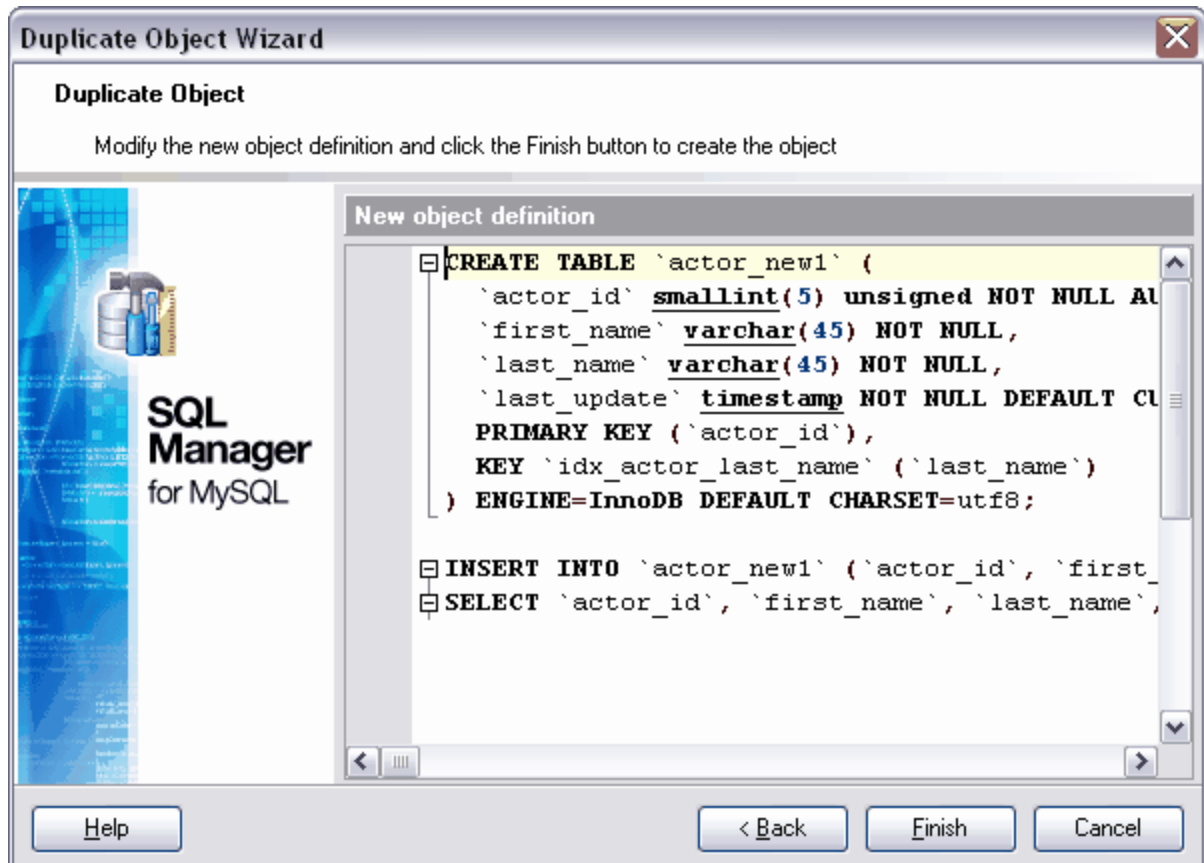 Duplicate Object Wizard
Duplicate Object
Modify the new object definition and click the Finish button to create the object
SQL
Manager
for MySQL
New object definition
CREATE TABLE `actor_new1` (
`actor_id` smallint(5) unsigned NOT NULL AU
`first_name` varchar(45) NOT NULL,
`last_name` varchar(45) NOT NULL,
`last_update` timestamp NOT NULL DEFAULT CU
PRIMARY KEY (`actor_id`),
KEY `idx_actor_last_name` (`last_name`)
) ENGINE=InnoDB DEFAULT CHARSET=utf8;
INSERT INTO `actor_new1` (`actor_id`, `first_
SELECT `actor_id`, `first_name`, `last_name`,
Help
< Back
Finish
Cancel